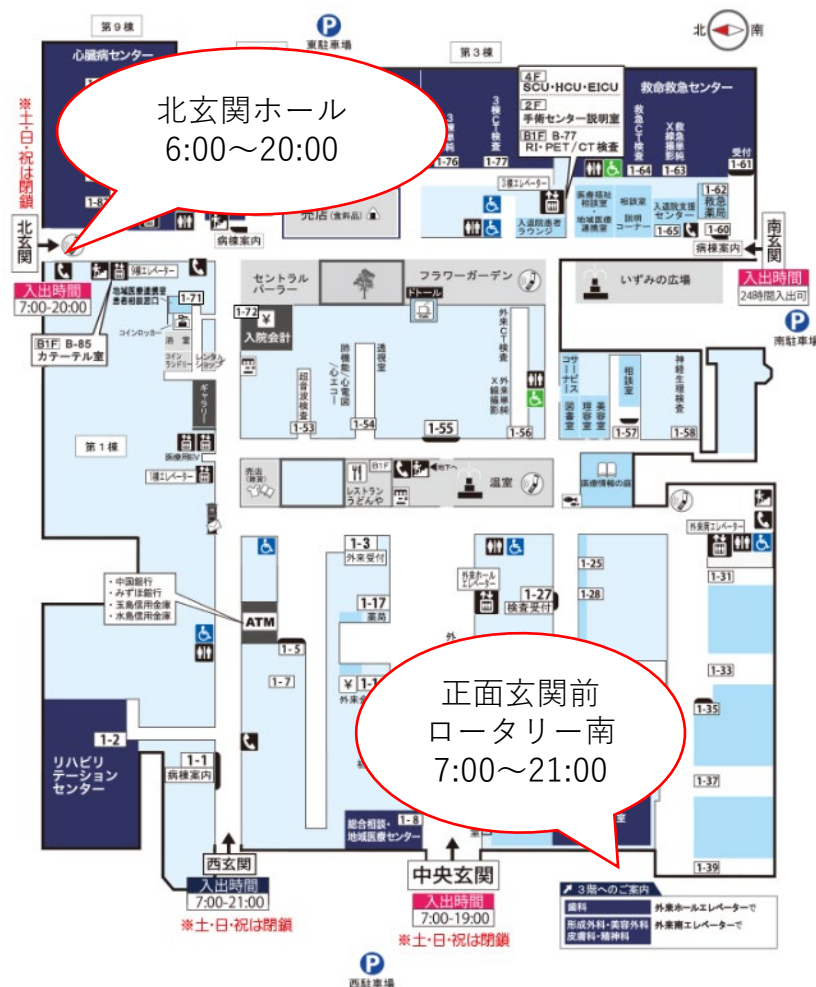 第9棟
P
東駐車場
第3棟
北
南
心臓病センター
北玄関ホール
6:00～20:00
※土・日・祝は閉鎖
北玄関
入出時間
7:00-20:00
4F
SCU・HCU・EICU
2F
手術センター説明室
B1F B-77
RI・PET/CT検査
救命救急センター
1-76
3棟CT検査
1-77
救急CT検査
1-64
救急単純X線撮影
1-63
受付
1-61
3棟エレベーター
売店(食料品)
病棟案内
入退院患者ラウンジ
医療福祉相談室・地域医療連携室
相談室
説明コーナー
入退院支援センター
1-65
1-62
救急薬局
1-60
病棟案内
南玄関
入出時間
24時間入出可
P
南駐車場
9棟エレベーター
地域医療連携室
患者相談窓口
1-71
コインロッカー
浴室
コインランドリー
レンタルショップ
B1F B-85
カテーテル室
ギャラリー
セントラルパーラー
フラワーガーデン
ドトール
いずみの広場
1-72
¥
入院会計
超音波検査
1-53
肺機能/心電図/心エコー
透視室
1-54
1-55
外来CT検査
外来単純X線撮影
1-56
サービスコーナー
図書室
理容室
美容室
相談室
1-57
神経生理検査
1-58
第1棟
医療用EV
1棟エレベーター
売店(雑貨)
レストラン
うどんや
B1F
地下へ
温室
医療情報の庭
外来南エレベーター
・中国銀行
・みずほ銀行
・玉島信用金庫
・水島信用金庫
ATM
1-3
外来受付
1-17
薬局
外来ホールエレベーター
1-27
検査受付
1-25
1-28
1-31
1-33
1-35
1-37
1-39
1-5
1-7
正面玄関前
ロータリー南
7:00～21:00
1-2
リハビリテーションセンター
1-1
病棟案内
総合相談・
地域医療センター
1-8
西玄関
入出時間
7:00-21:00
※土・日・祝は閉鎖
中央玄関
入出時間
7:00-19:00
※土・日・祝は閉鎖
3階へのご案内
歯科
外来ホールエレベーターで
形成外科・美容外科
皮膚科・精神科
外来南エレベーターで
P
西駐車場